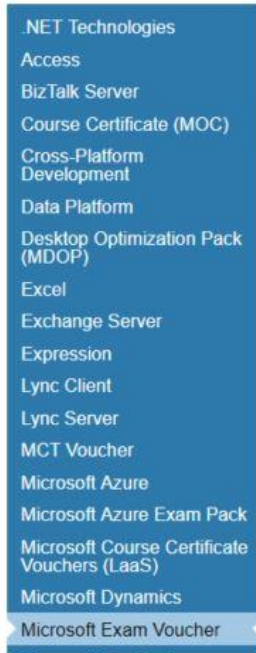 .NET Technologies
Access
BizTalk Server
Course Certificate (MOC)
Cross-Platform
Development
Data Platform
Desktop Optimization Pack
(MDOP)
Excel
Exchange Server
Expression
Lync Client
Lync Server
MCT Voucher
Microsoft Azure
Microsoft Azure Exam Pack
Microsoft Course Certificate
Vouchers (LaaS)
Microsoft Dynamics
Microsoft Exam Voucher